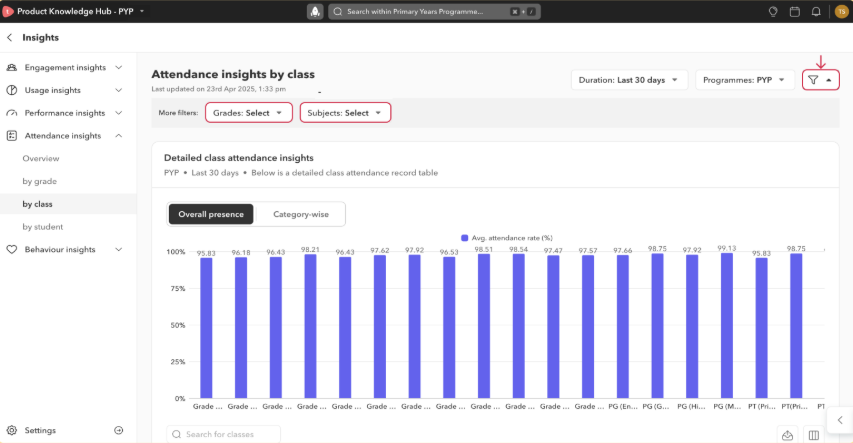 Product Knowledge Hub - PYP
Search within Primary Years Programme...
⌘ + /
TS
Insights
Engagement insights
Usage insights
Performance insights
Attendance insights
Overview
by grade
by class
by student
Behaviour insights
Settings
Attendance insights by class
Last updated on 23rd Apr 2025, 1:33 pm
Duration: Last 30 days
Programmes: PYP
More filters:
Grades: Select
Subjects: Select
Detailed class attendance insights
PYP • Last 30 days • Below is a detailed class attendance record table
Overall presence
Category-wise
Avg. attendance rate (%)
100%
75%
50%
25%
0%
95.83 96.18 96.43 98.21 96.43 97.62 97.92 96.53 98.51 98.54 97.47 97.57 97.66 98.75 97.92 99.13 95.83 98.75
Grade ... Grade ... Grade ... Grade ... Grade ... Grade ... Grade ... Grade ... Grade ... Grade ... Grade ... Grade ... PG (En... PG (G... PG (Hi... PG (M... PT (Pri... PT(Pri... PT
Search for classes